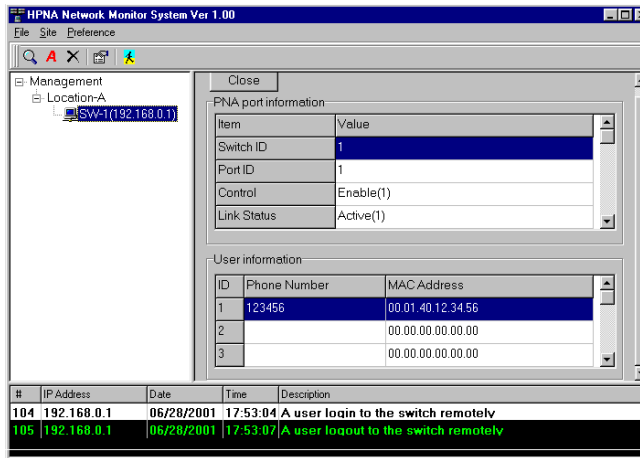 HPNA Network Monitor System Ver 1.00
File Site Preference
A
Management
Location-A
SW-1(192.168.0.1)
Close
PNA port information
Item Value
Switch ID 1
Port ID 1
Control Enable(1)
Link Status Active(1)
User information
ID Phone Number MAC Address
1 123456 00.01.40.12.34.56
2 00.00.00.00.00.00
3 00.00.00.00.00.00
# IP Address Date Time Description
104 192.168.0.1 06/28/2001 17:53:04 A user login to the switch remotely
105 192.168.0.1 06/28/2001 17:53:07 A user logout to the switch remotely